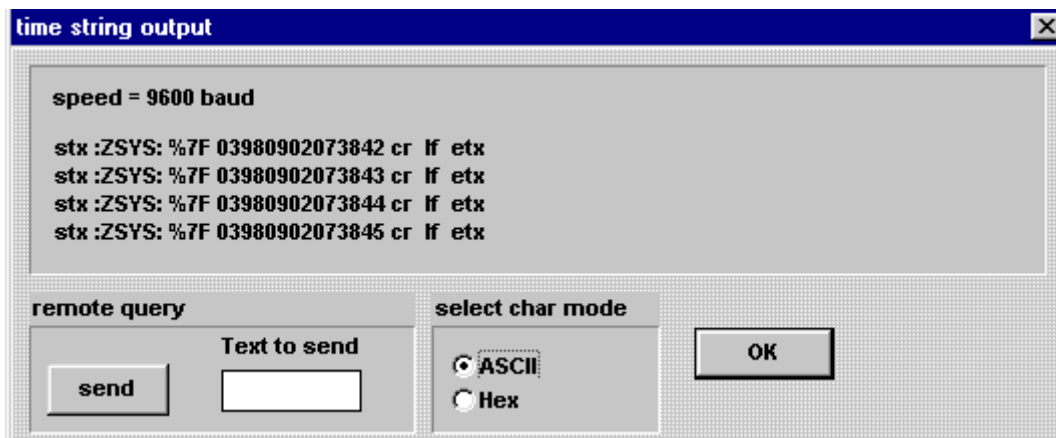 time string output
speed = 9600 baud
stx :ZSYS: %7F 03980902073842 cr lf etx
stx :ZSYS: %7F 03980902073843 cr lf etx
stx :ZSYS: %7F 03980902073844 cr lf etx
stx :ZSYS: %7F 03980902073845 cr lf etx
remote query
Text to send
send
select char mode
ASCII
Hex
OK